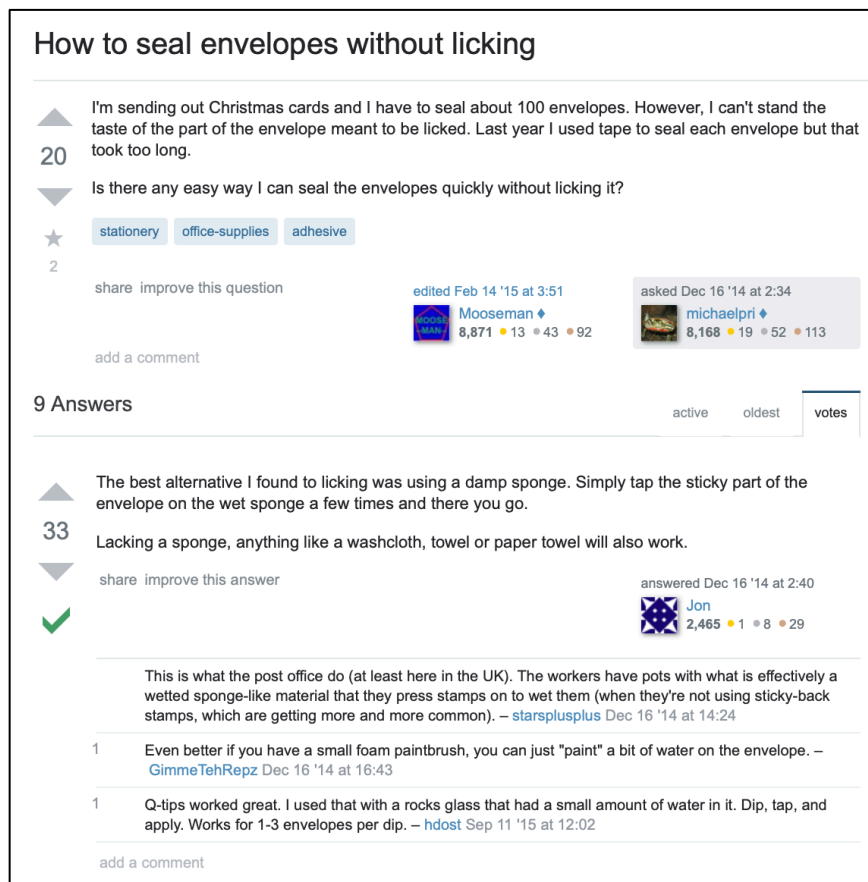 How to seal envelopes without licking
I'm sending out Christmas cards and I have to seal about 100 envelopes. However, I can't stand the
taste of the part of the envelope meant to be licked. Last year I used tape to seal each envelope but that
took too long.
20
Is there any easy way I can seal the envelopes quickly without licking it?
stationery office-supplies adhesive
2
share improve this question
edited Feb 14 '15 at 3:51
MOOSE
MAN
Mooseman ♦
8,871 ● 13 ● 43 ● 92
asked Dec 16 '14 at 2:34
michaelpri ♦
8,168 ● 19 ● 52 ● 113
add a comment
9 Answers
active oldest votes
The best alternative I found to licking was using a damp sponge. Simply tap the sticky part of the
envelope on the wet sponge a few times and there you go.
33
Lacking a sponge, anything like a washcloth, towel or paper towel will also work.
share improve this answer
answered Dec 16 '14 at 2:40
Jon
2,465 ● 1 ● 8 ● 29
This is what the post office do (at least here in the UK). The workers have pots with what is effectively a
wetted sponge-like material that they press stamps on to wet them (when they're not using sticky-back
stamps, which are getting more and more common). – starsplusplus Dec 16 '14 at 14:24
1 Even better if you have a small foam paintbrush, you can just "paint" a bit of water on the envelope. –
GimmeTehRepz Dec 16 '14 at 16:43
1 Q-tips worked great. I used that with a rocks glass that had a small amount of water in it. Dip, tap, and
apply. Works for 1-3 envelopes per dip. – hdost Sep 11 '15 at 12:02
add a comment